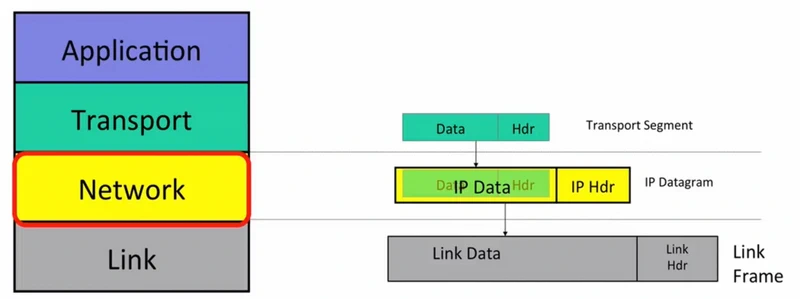 Application
Transport
Data
Hdr
Transport Segment
Network
Data
Hdr
IP Data
IP Hdr
IP Datagram
Link
Link Data
Link
Hdr
Link
Frame